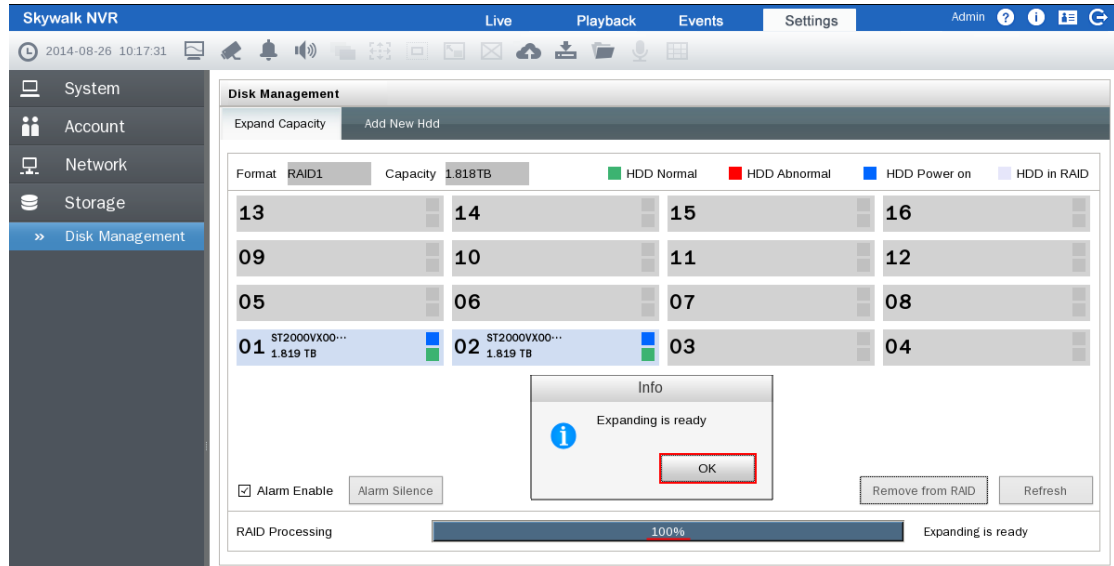 Skywalk NVR Live Playback Events Settings Admin
2014-08-26 10:17:31
System
Account
Network
Storage
» Disk Management
Disk Management
Expand Capacity Add New Hdd
Format RAID1 Capacity 1.818TB HDD Normal HDD Abnormal HDD Power on HDD in RAID
13 14 15 16
09 10 11 12
05 06 07 08
01 ST2000VX00··· 1.819 TB 02 ST2000VX00··· 1.819 TB 03 04
Info
Expanding is ready
OK
Alarm Enable Alarm Silence Remove from RAID Refresh
RAID Processing 100% Expanding is ready